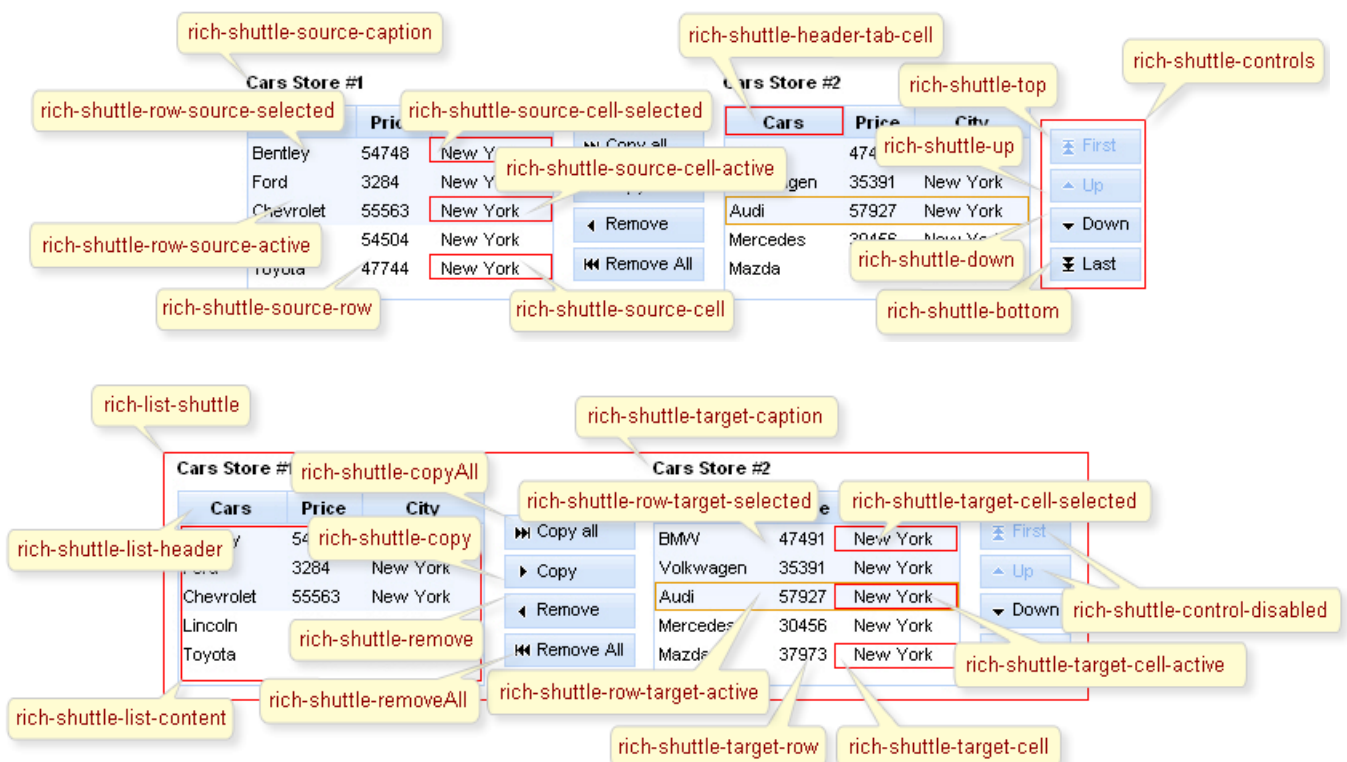 rich-shuttle-source-caption
rich-shuttle-header-tab-cell
rich-shuttle-controls
Cars Store #1
Cars Store #2
rich-shuttle-top
rich-shuttle-row-source-selected
rich-shuttle-source-cell-selected
Cars Price City
First
Bentley 54748 New Y
Copy all
rich-shuttle-up
rich-shuttle-source-cell-active
Ford 3284 New Y
35391 New York
Up
Chevrolet 55563 New York
Remove
Audi 57927 New York
Down
rich-shuttle-row-source-active
54504 New York
Mercedes 30456 New York
rich-shuttle-down
Toyota 47744 New York
Remove All
Mazda
Last
rich-shuttle-source-row
rich-shuttle-source-cell
rich-shuttle-bottom
rich-list-shuttle
rich-shuttle-target-caption
Cars Store #1
rich-shuttle-copyAll
Cars Store #2
rich-shuttle-row-target-selected
rich-shuttle-target-cell-selected
Cars Price City
rich-shuttle-list-header
rich-shuttle-copy
Copy all
BMW 47491 New York
First
Ford 3284 New York
Copy
Volkwagen 35391 New York
Up
Chevrolet 55563 New York
Remove
Audi 57927 New York
Down
rich-shuttle-control-disabled
Lincoln
rich-shuttle-remove
Mercedes 30456 New York
Toyota
Remove All
Mazda 37973 New York
rich-shuttle-target-cell-active
rich-shuttle-removeAll
rich-shuttle-row-target-active
rich-shuttle-list-content
rich-shuttle-target-row
rich-shuttle-target-cell